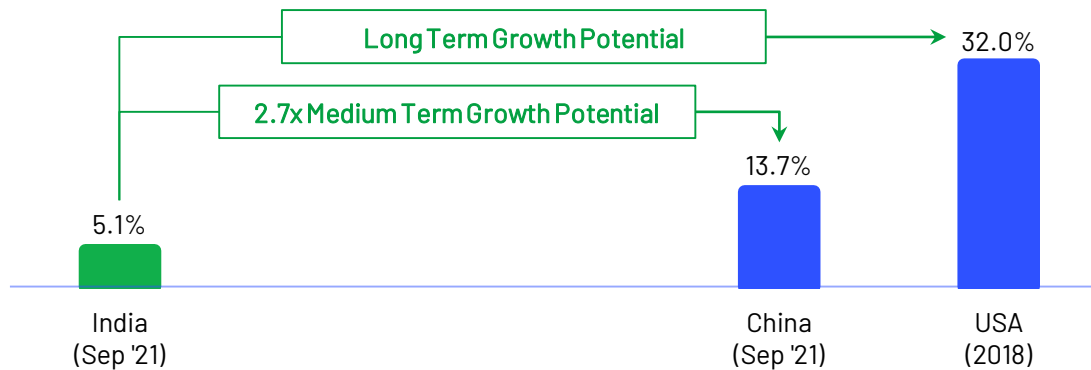 Long Term Growth Potential
32.0%
2.7x Medium Term Growth Potential
13.7%
5.1%
India
(Sep '21)
China
(Sep '21)
USA
(2018)